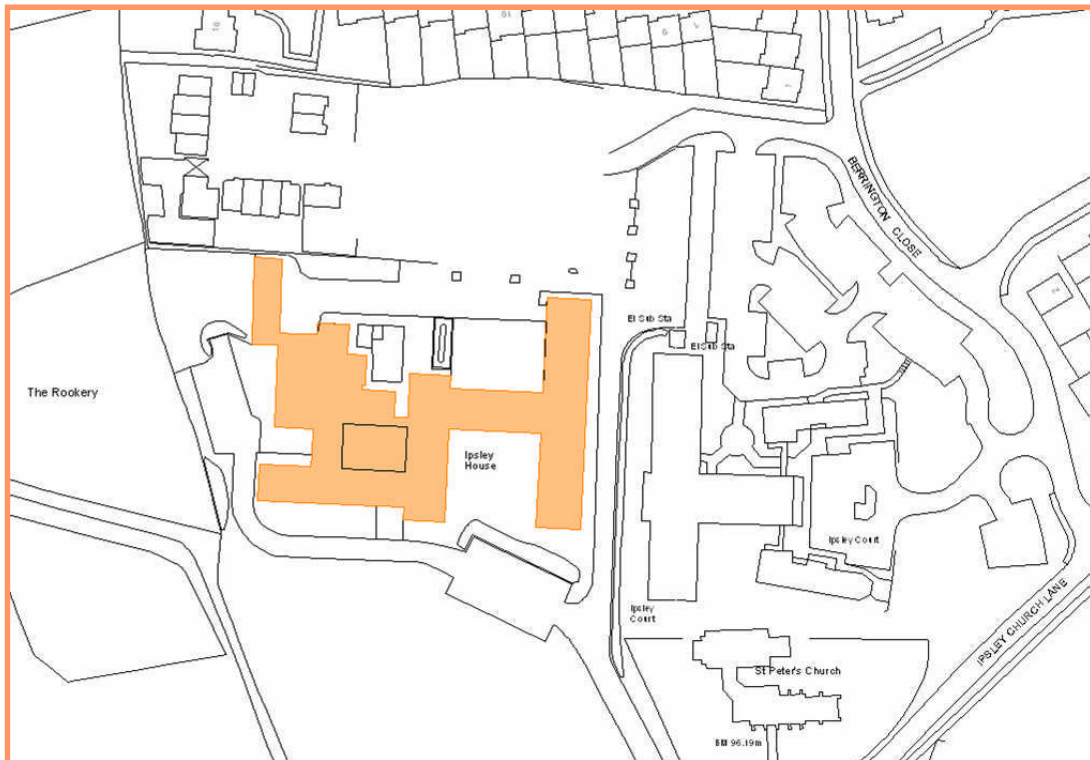 BERRINGTON CLOSE
El Sub Sta
El Sub Sta
The Rookery
Ipsley
House
Ipsley Court
Ipsley
Court
IPSLEY CHURCH LANE
St Peter's Church
BM 96.19m